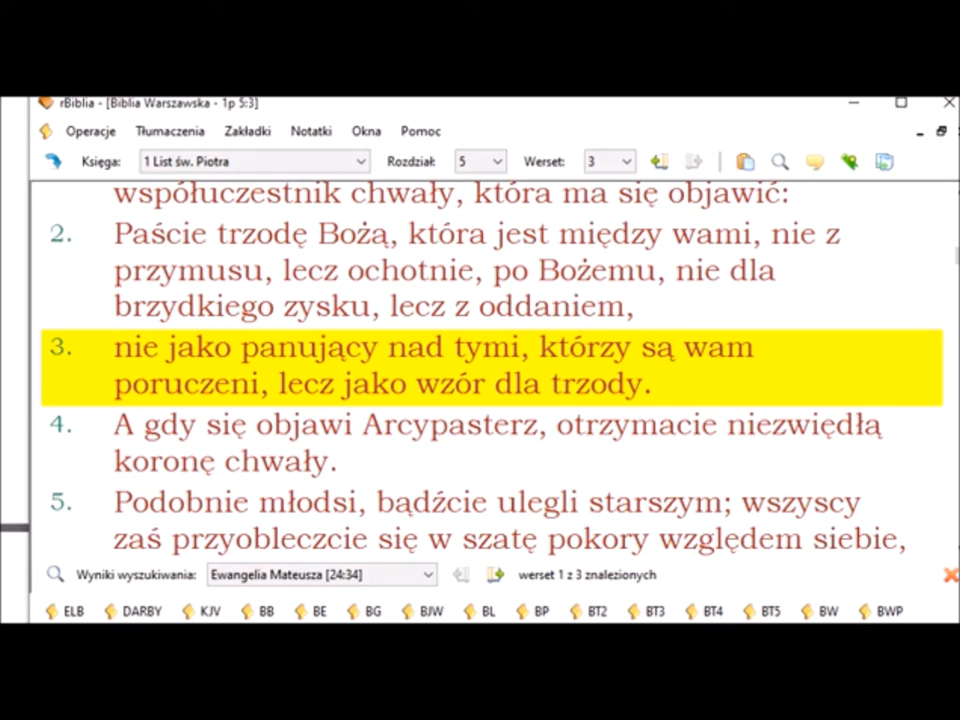 rBiblia - [Biblia Warszawska - 1p 5:3]
Operacje Tłumaczenia Zakładki Notatki Okna Pomoc
Księga: 1 List św. Piotra Rozdział: 5 Werset: 3
współuczestnik chwały, która ma się objawić:
2. Paście trzodę Bożą, która jest między wami, nie z
przymusu, lecz ochotnie, po Bożemu, nie dla
brzydkiego zysku, lecz z oddaniem,
3. nie jako panujący nad tymi, którzy są wam
poruczeni, lecz jako wzór dla trzody.
4. A gdy się objawi Arcypasterz, otrzymacie niezwiędłą
koronę chwały.
5. Podobnie młodsi, bądźcie ulegli starszym; wszyscy
zaś przyobleczcie się w szatę pokory względem siebie,
Wyniki wyszukiwania: Ewangelia Mateusza [24:34] werset 1 z 3 znalezionych
ELB DARBY KJV BB BE BG BJW BL BP BT2 BT3 BT4 BT5 BW BWP